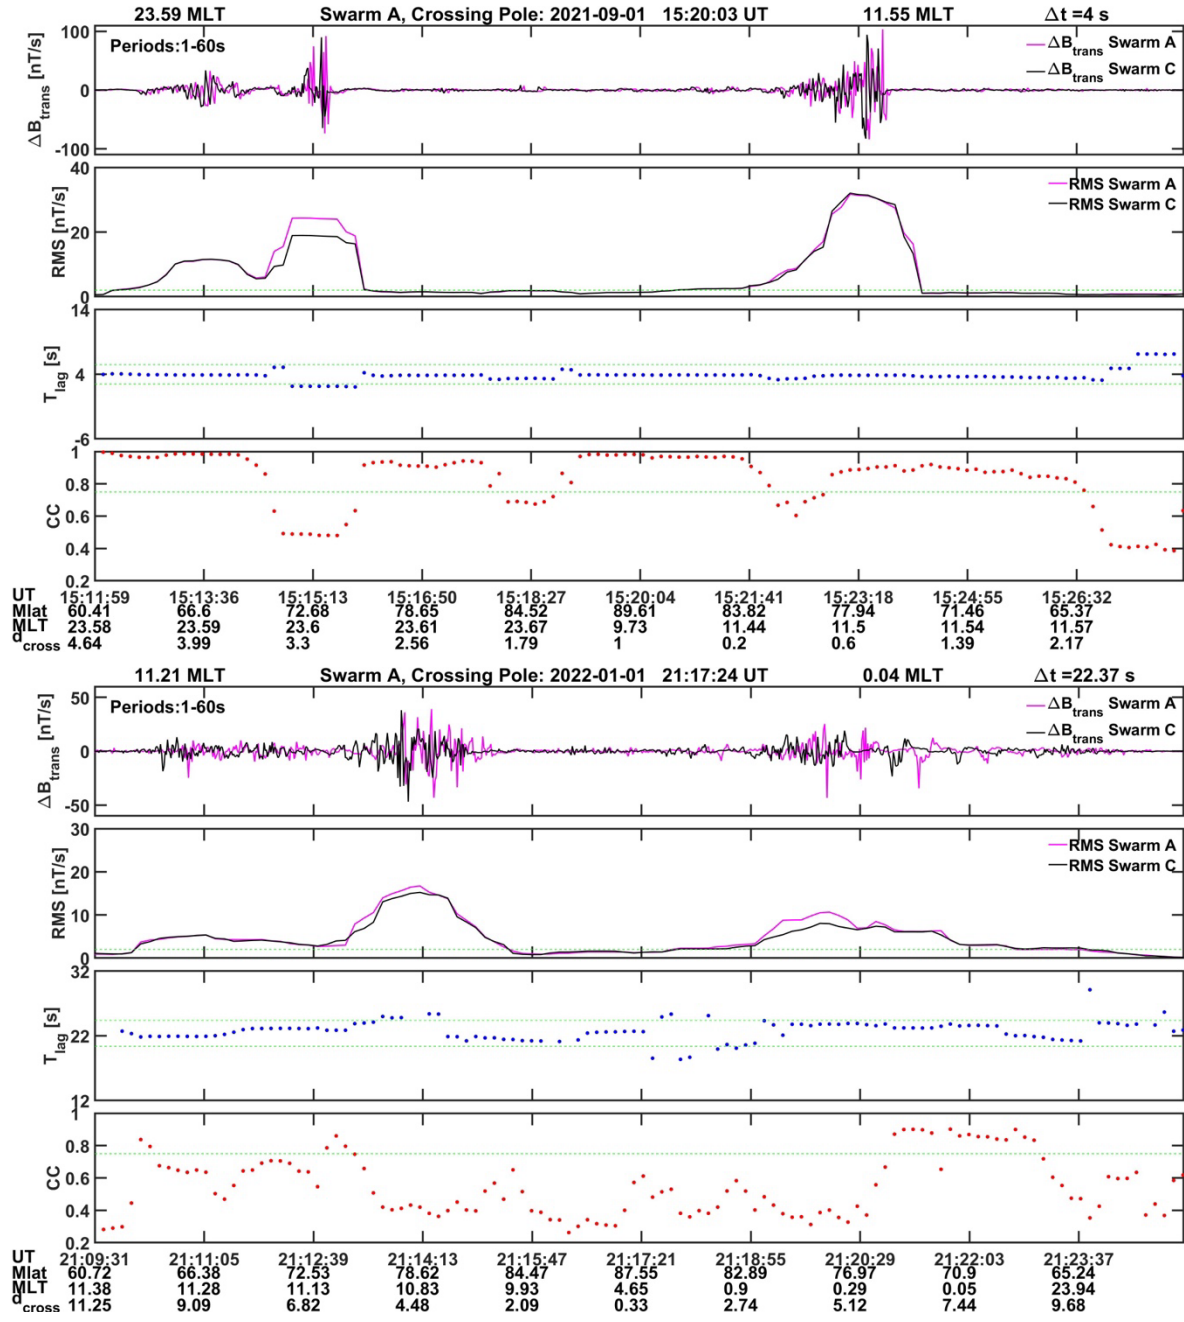 23.59 MLT Swarm A, Crossing Pole: 2021-09-01 15:20:03 UT 11.55 MLT Δt =4 s
100
0
-100
ΔB_trans [nT/s]
Periods:1-60s
ΔB_trans Swarm A
ΔB_trans Swarm C
40
20
0
RMS [nT/s]
RMS Swarm A
RMS Swarm C
14
4
-6
T_lag [s]
1
0.8
0.6
0.4
0.2
CC
UT 15:11:59 15:13:36 15:15:13 15:16:50 15:18:27 15:20:04 15:21:41 15:23:18 15:24:55 15:26:32
Mlat 60.41 66.6 72.68 78.65 84.52 89.61 83.82 77.94 71.46 65.37
MLT 23.58 23.59 23.6 23.61 23.67 9.73 11.44 11.5 11.54 11.57
d_cross 4.64 3.99 3.3 2.56 1.79 1 0.2 0.6 1.39 2.17
11.21 MLT Swarm A, Crossing Pole: 2022-01-01 21:17:24 UT 0.04 MLT Δt =22.37 s
50
0
-50
ΔB_trans [nT/s]
Periods:1-60s
ΔB_trans Swarm A
ΔB_trans Swarm C
30
20
10
0
RMS [nT/s]
RMS Swarm A
RMS Swarm C
32
22
12
T_lag [s]
1
0.8
0.6
0.4
0.2
CC
UT 21:09:31 21:11:05 21:12:39 21:14:13 21:15:47 21:17:21 21:18:55 21:20:29 21:22:03 21:23:37
Mlat 60.72 66.38 72.53 78.62 84.47 87.55 82.89 76.97 70.9 65.24
MLT 11.38 11.28 11.13 10.83 9.93 4.65 0.9 0.29 0.05 23.94
d_cross 11.25 9.09 6.82 4.48 2.09 0.33 2.74 5.12 7.44 9.68